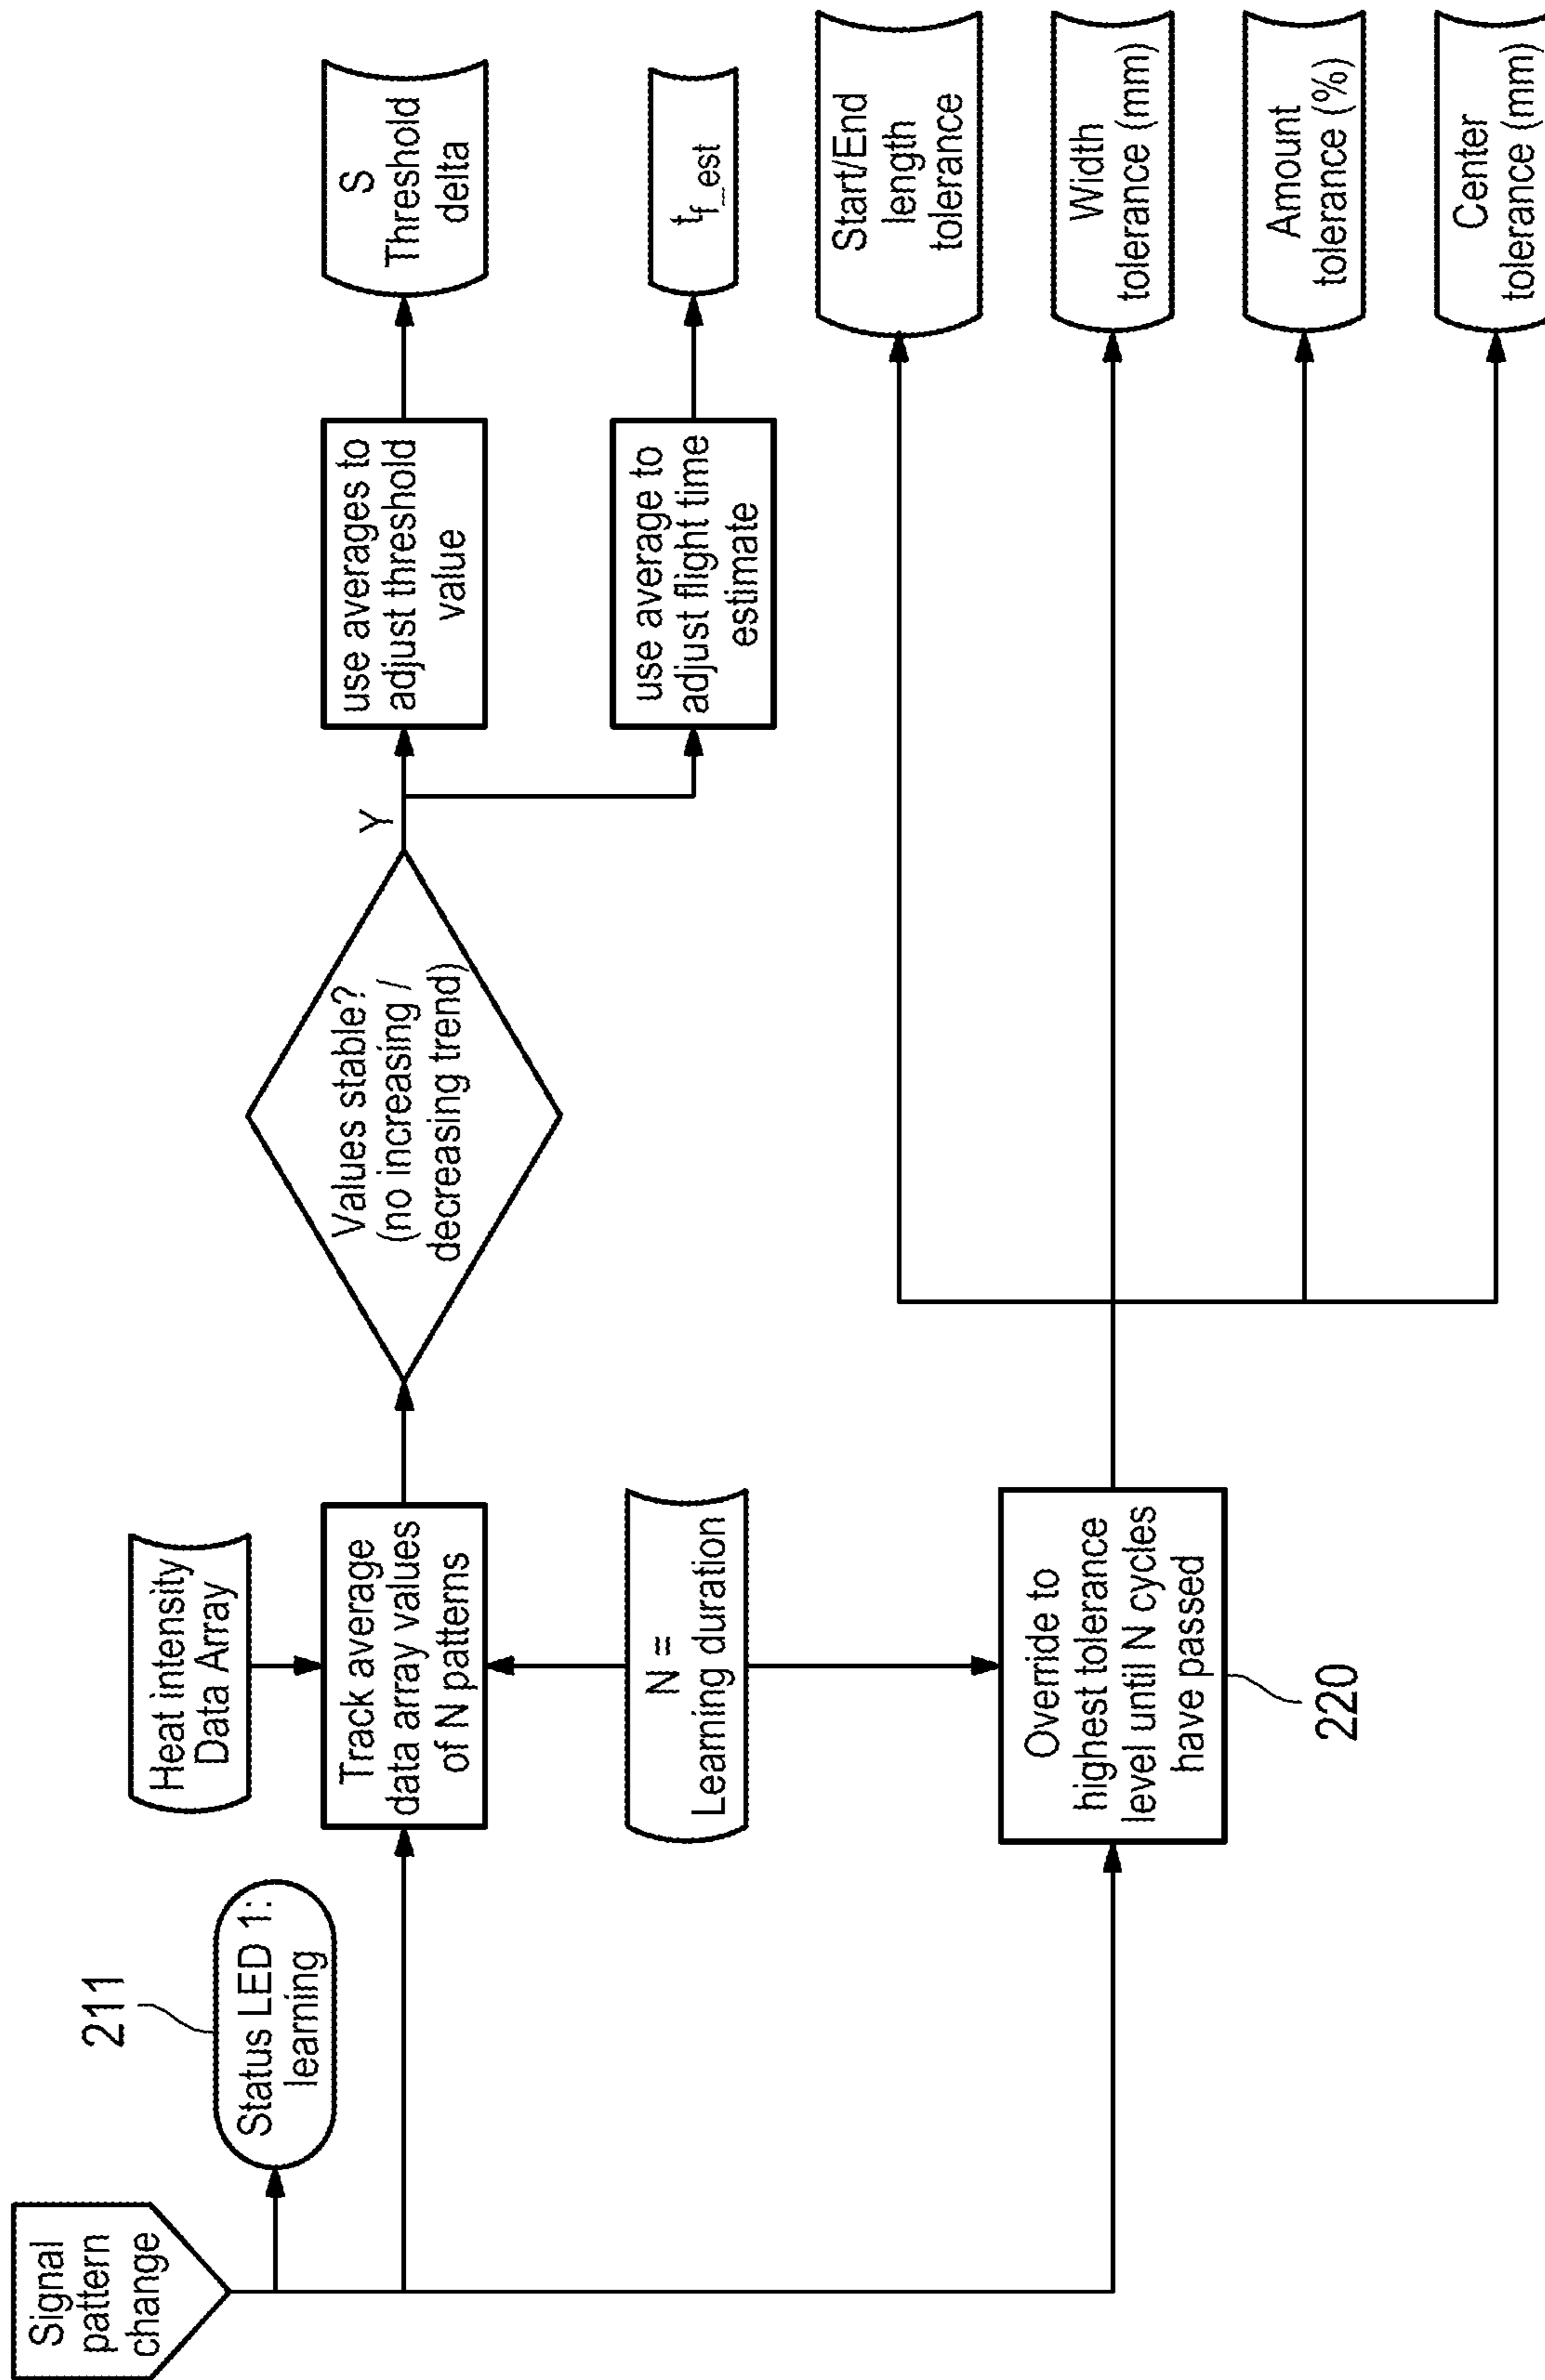 Signal
pattern
change
211
Status LED 1:
learning
Heat intensity
Data Array
Track average
data array values
of N patterns
N =
Learning duration
Override to
highest tolerance
level until N cycles
have passed
220
Values stable?
(no increasing /
decreasing trend)
Y
use averages to
adjust threshold
value
use average to
adjust flight time
estimate
S
Threshold
delta
tf_est
Start/End
length
tolerance
Width
tolerance (mm)
Amount
tolerance (%)
Center
tolerance (mm)